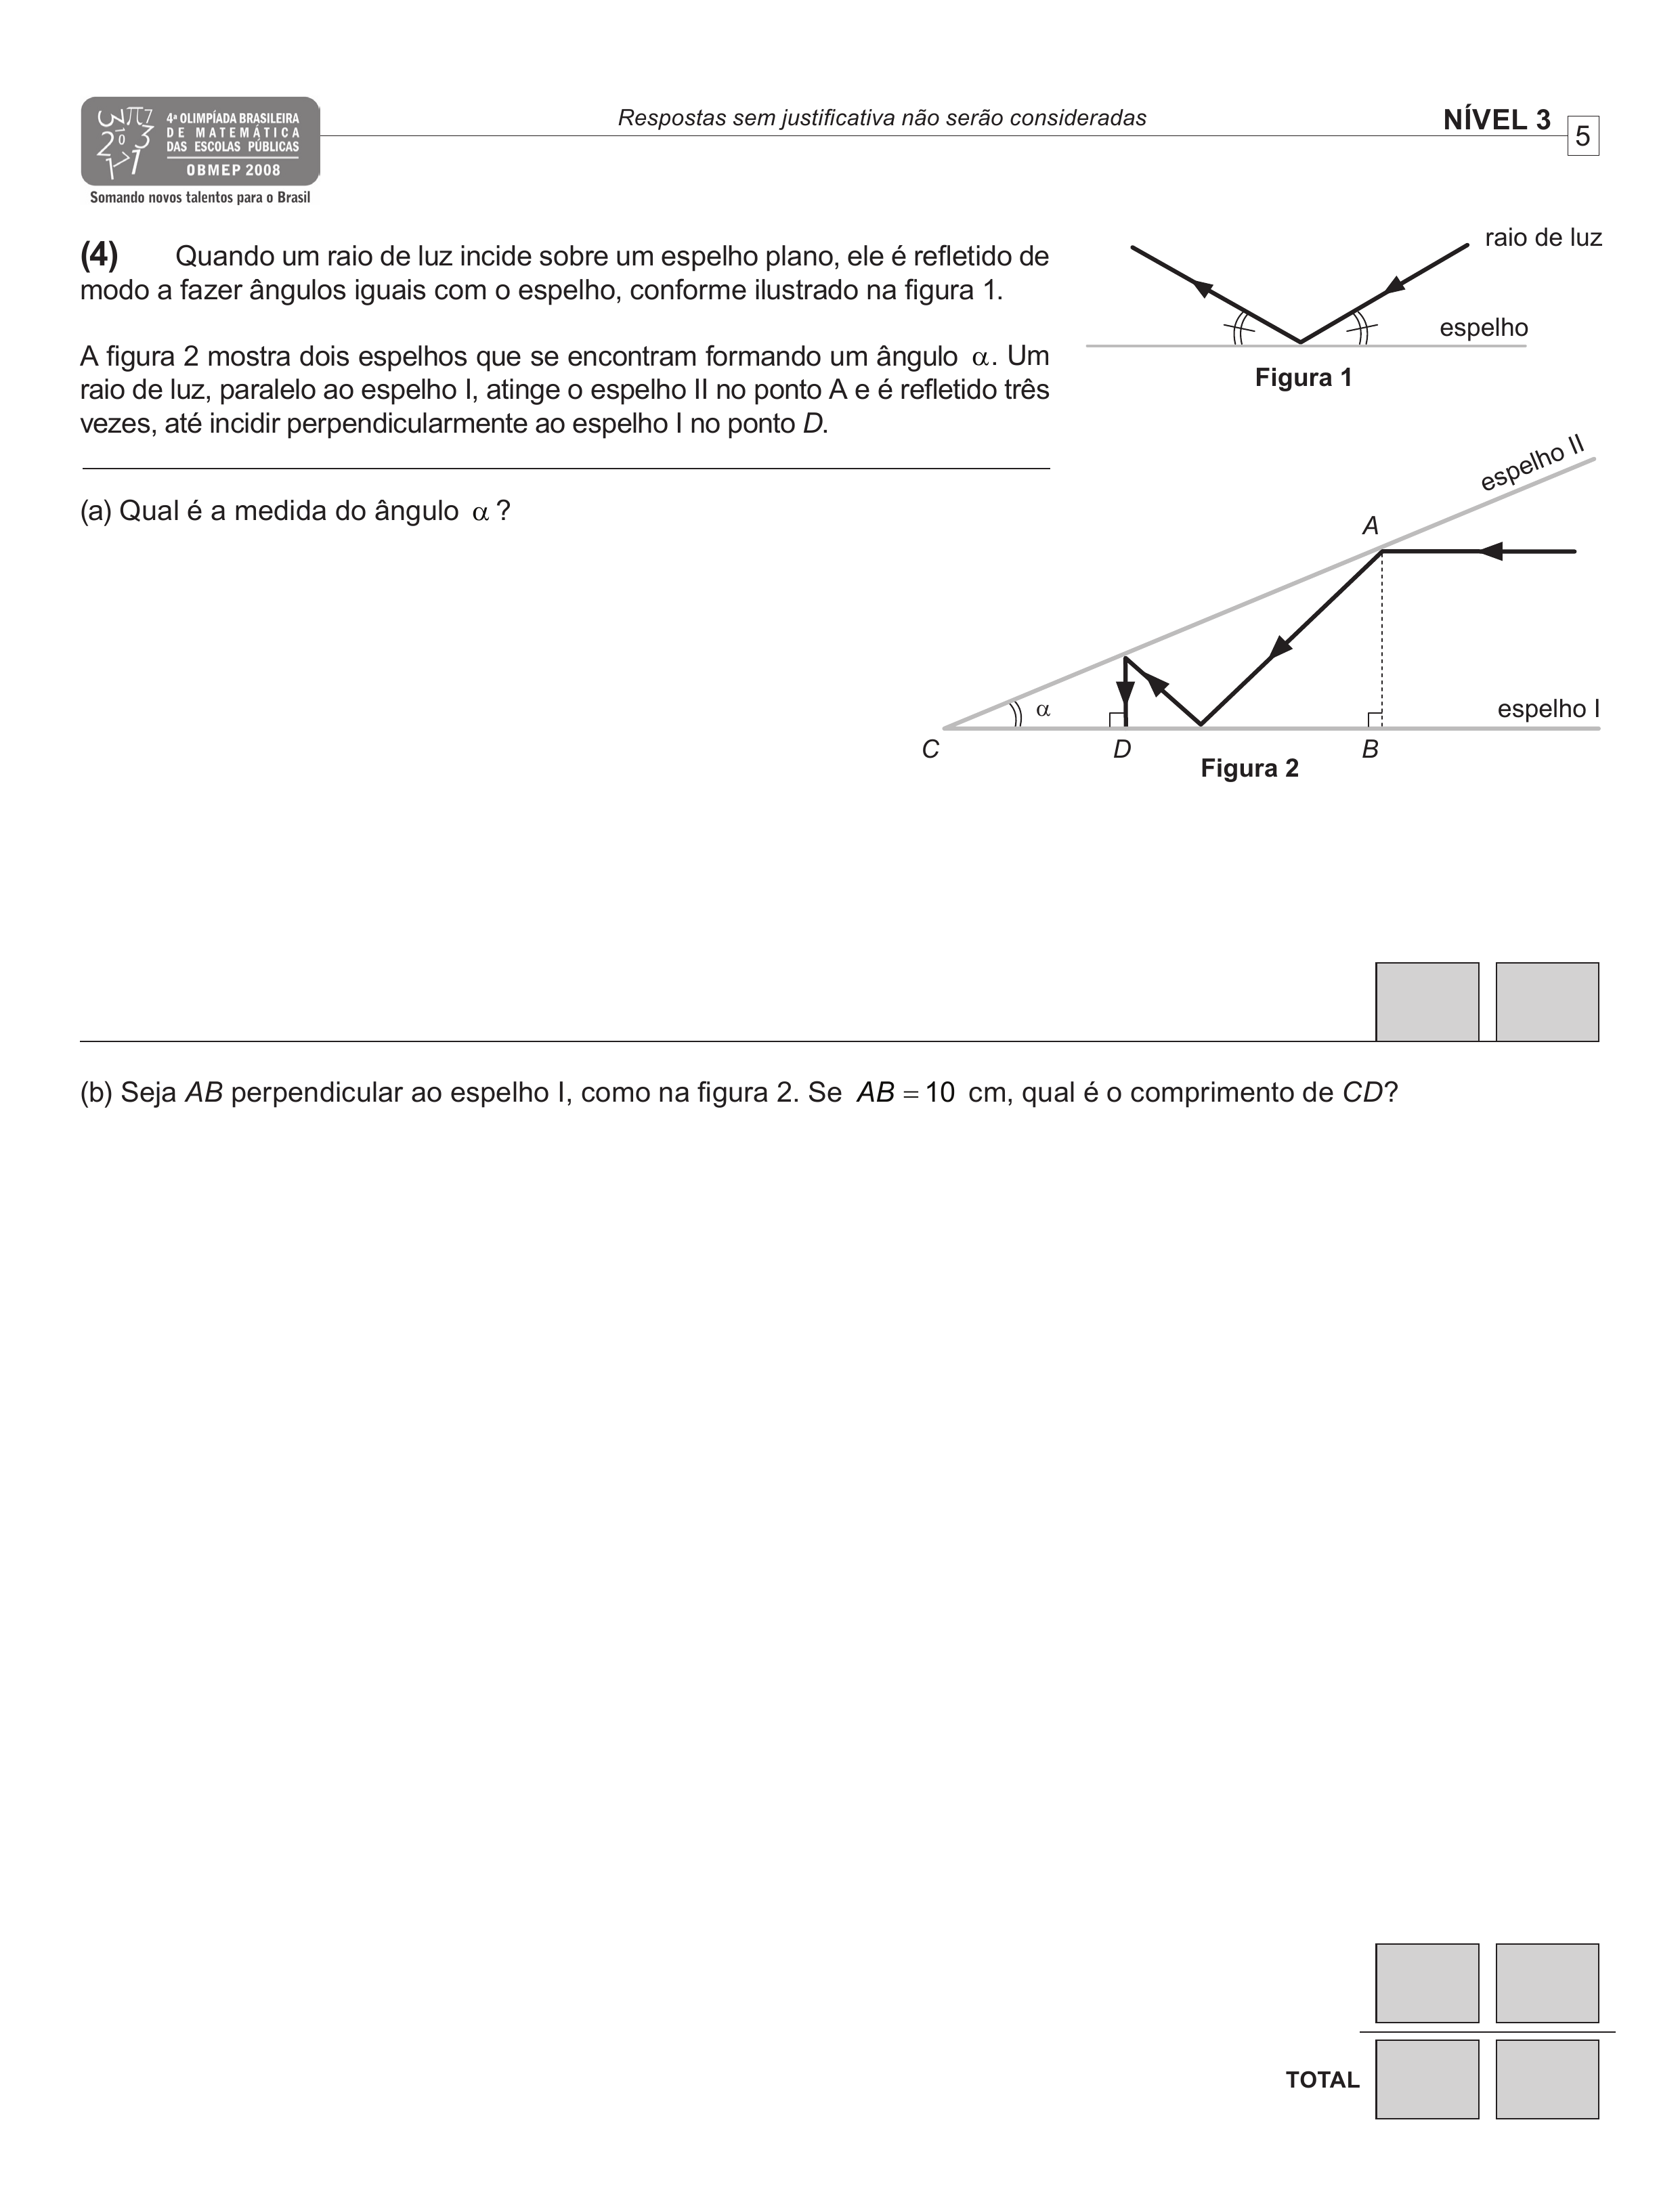 4ª OLIMPÍADA BRASILEIRA
DE MATEMÁTICA
DAS ESCOLAS PÚBLICAS
OBMEP 2008
Somando novos talentos para o Brasil
Respostas sem justificativa não serão consideradas
NÍVEL 3
5
(4) Quando um raio de luz incide sobre um espelho plano, ele é refletido de
modo a fazer ângulos iguais com o espelho, conforme ilustrado na figura 1.
A figura 2 mostra dois espelhos que se encontram formando um ângulo α. Um
raio de luz, paralelo ao espelho I, atinge o espelho II no ponto A e é refletido três
vezes, até incidir perpendicularmente ao espelho I no ponto D.
raio de luz
espelho
Figura 1
(a) Qual é a medida do ângulo α ?
espelho II
A
α
espelho I
C
D
B
Figura 2
(b) Seja AB perpendicular ao espelho I, como na figura 2. Se AB = 10 cm, qual é o comprimento de CD?
TOTAL